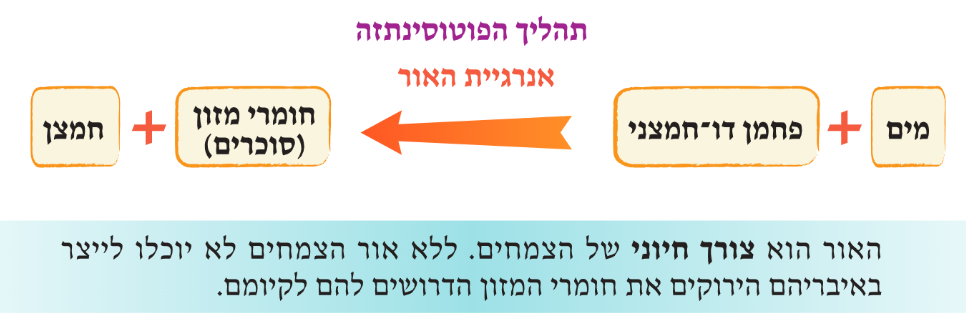 תהליך הפוטוסינתזה
אנרגיית האור
מים + פחמן דו־חמצני חומרי מזון (סוכרים) + חמצן
האור הוא צורך חיוני של הצמחים. ללא אור הצמחים לא יוכלו לייצר
באיבריהם הירוקים את חומרי המזון הדרושים להם לקיומם.